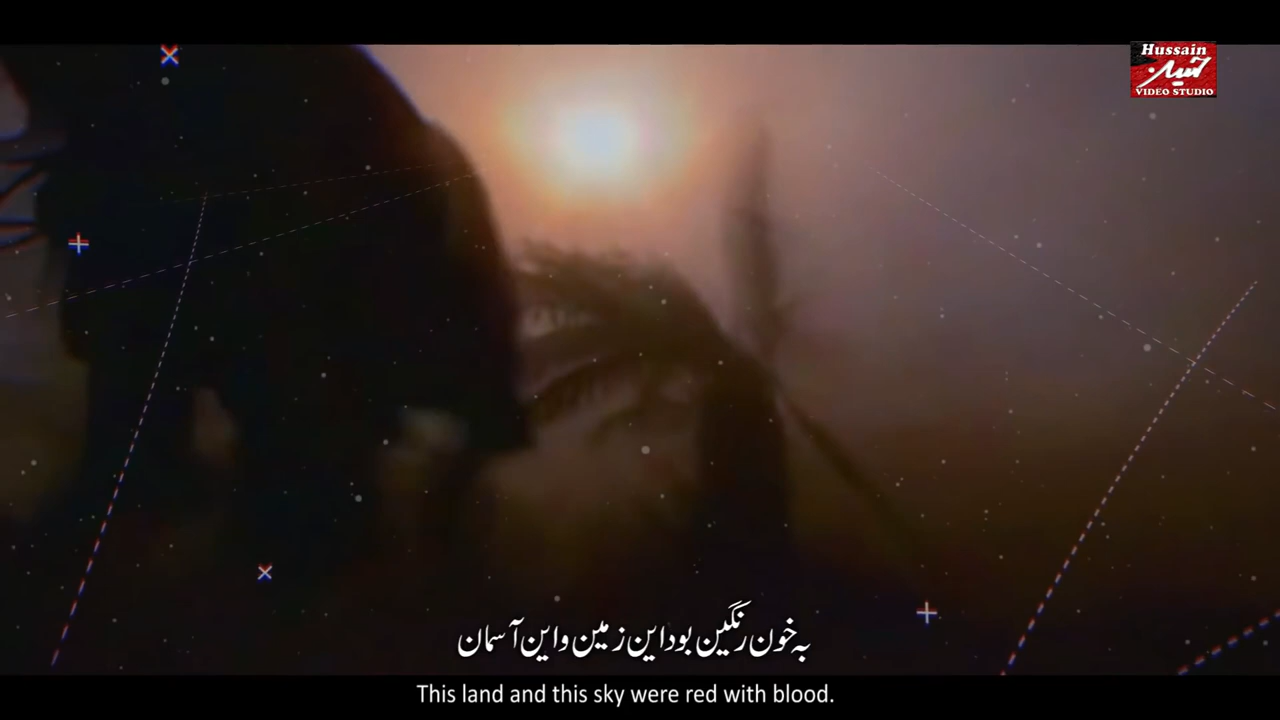 Hussain
حسین
VIDEO STUDIO
به خون رنگین بود این زمین و این آسمان
This land and this sky were red with blood.